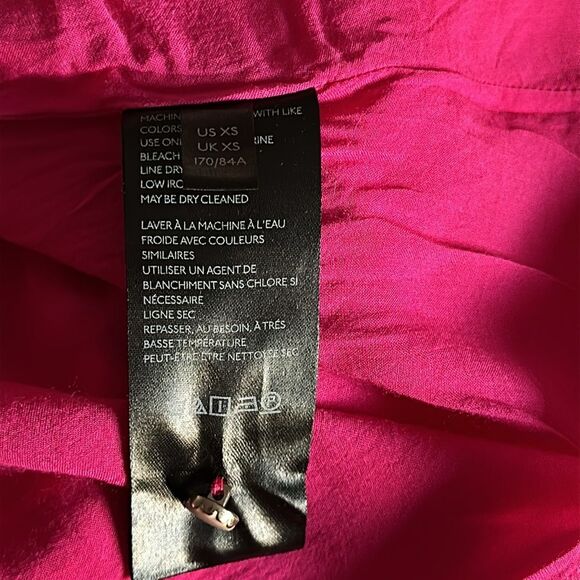 MACHIN WITH LIKE
COLORS
USE ONL RINE
BLEACH
LINE DRY
LOW IRO
MAY BE DRY CLEANED
US XS
UK XS
170/84A
LAVER À LA MACHINE À L'EAU
FROIDE AVEC COULEURS
SIMILAIRES
UTILISER UN AGENT DE
BLANCHIMENT SANS CHLORE SI
NÉCESSAIRE
LIGNE SEC
REPASSER, AU BESOIN, À TRÉS
BASSE TEMPÉRATURE
PEUT-ÊTRE ÊTRE NETTOYÉ SEC